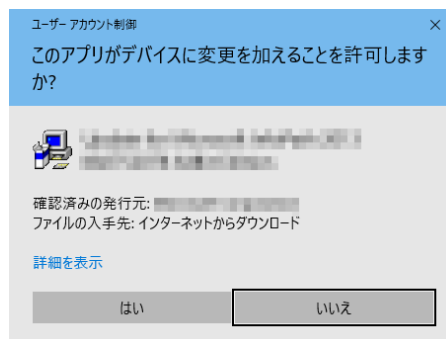 ユーザー アカウント制御
このアプリがデバイスに変更を加えることを許可します
か?
確認済みの発行元:
ファイルの入手先: インターネットからダウンロード
詳細を表示
はい
いいえ